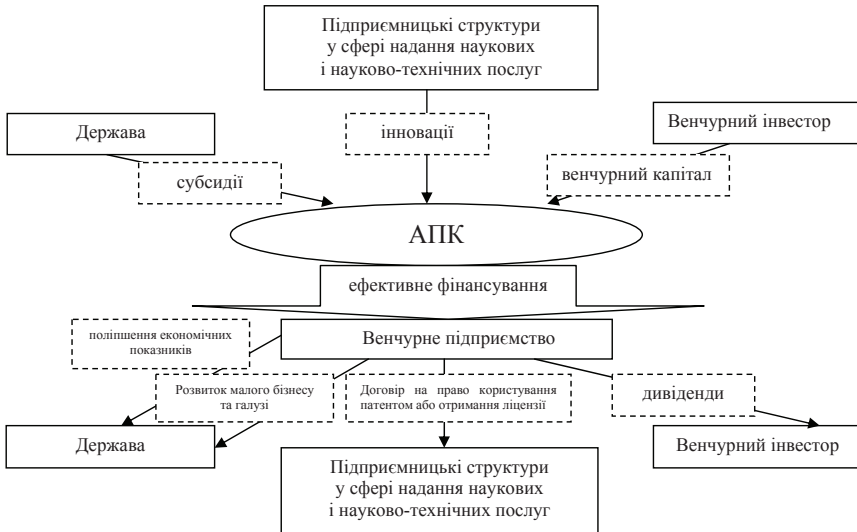 Підприємницькі структури
у сфері надання наукових
і науково-технічних послуг
Держава
інновації
Венчурний інвестор
субсидії
венчурний капітал
АПК
ефективне фінансування
поліпшення економічних
показників
Венчурне підприємство
Розвиток малого бізнесу
та галузі
Договір на право користування
патентом або отримання ліцензії
дивіденди
Держава
Венчурний інвестор
Підприємницькі структури
у сфері надання наукових
і науково-технічних послуг